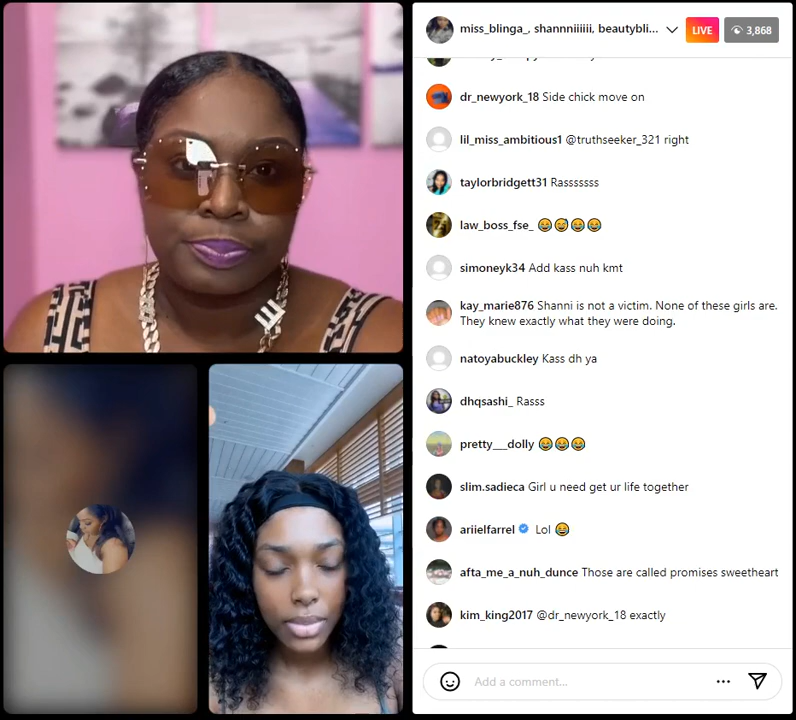 miss_blinga_, shannniiiiii, beautybli...
LIVE
3,868
dr_newyork_18 Side chick move on
lil_miss_ambitious1 @truthseeker_321 right
taylorbridgett31 Rasssssss
law_boss_fse_ 😂😅😂😂
simoneyk34 Add kass nuh kmt
kay_marie876 Shanni is not a victim. None of these girls are.
They knew exactly what they were doing.
natoyabuckley Kass dh ya
dhqsashi_ Rasss
pretty___dolly 😂😂😂
slim.sadieca Girl u need get ur life together
ariielfarrel Lol 😂
afta_me_a_nuh_dunce Those are called promises sweetheart
kim_king2017 @dr_newyork_18 exactly
Add a comment...